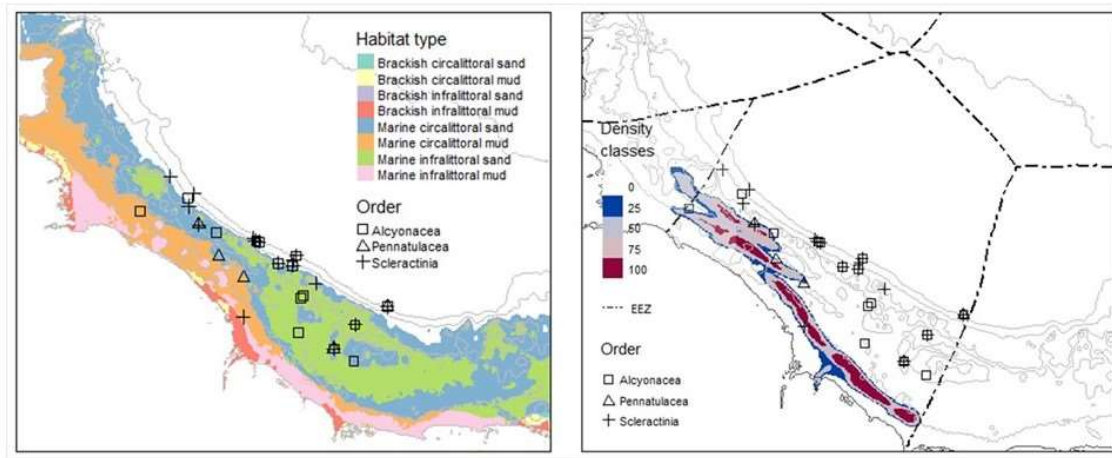 Habitat type
Brackish circalittoral sand
Brackish circalittoral mud
Brackish infralittoral sand
Brackish infralittoral mud
Marine circalittoral sand
Marine circalittoral mud
Marine infralittoral sand
Marine infralittoral mud
Order
Alcyonacea
Pennatulacea
Scleractinia
Density
classes
0
25
50
75
100
EEZ
Order
Alcyonacea
Pennatulacea
Scleractinia